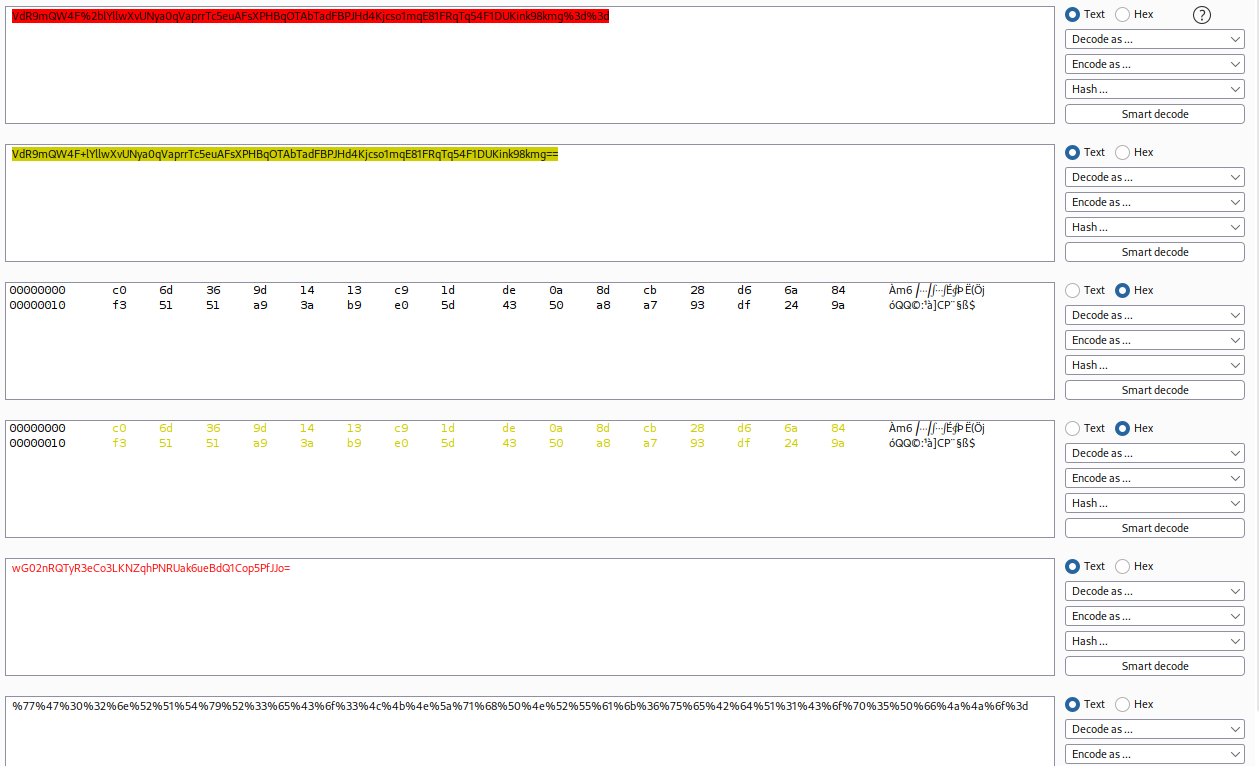 VdR9mQW4F%2blYllwXvUNya0qVaprrTc5euAFsXPHBqOTAbTadFBPJHd4Kjcso1mqE81FRqTq54F1DUKink98kmg%3d%3d
Text Hex ?
Decode as ...
Encode as ...
Hash ...
Smart decode
VdR9mQW4F+lYllwXvUNya0qVaprrTc5euAFsXPHBqOTAbTadFBPJHd4Kjcso1mqE81FRqTq54F1DUKink98kmg==
Text Hex
Decode as ...
Encode as ...
Hash ...
Smart decode
00000000 c0 6d 36 9d 14 13 c9 1d de 0a 8d cb 28 d6 6a 84
00000010 f3 51 51 a9 3a b9 e0 5d 43 50 a8 a7 93 df 24 9a óQQ©:¹à]CP¨§ß$
Text Hex
Decode as ...
Encode as ...
Hash ...
Smart decode
00000000 c0 6d 36 9d 14 13 c9 1d de 0a 8d cb 28 d6 6a 84
00000010 f3 51 51 a9 3a b9 e0 5d 43 50 a8 a7 93 df 24 9a óQQ©:¹à]CP¨§ß$
Text Hex
Decode as ...
Encode as ...
Hash ...
Smart decode
wG02nRQTyR3eCo3LKNZqhPNRUak6ueBdQ1Cop5PfJJo=
Text Hex
Decode as ...
Encode as ...
Hash ...
Smart decode
%77%47%30%32%6e%52%51%54%79%52%33%65%43%6f%33%4c%4b%4e%5a%71%68%50%4e%52%55%61%6b%36%75%65%42%64%51%31%43%6f%70%35%50%66%4a%4a%6f%3d
Text Hex
Decode as ...
Encode as ...